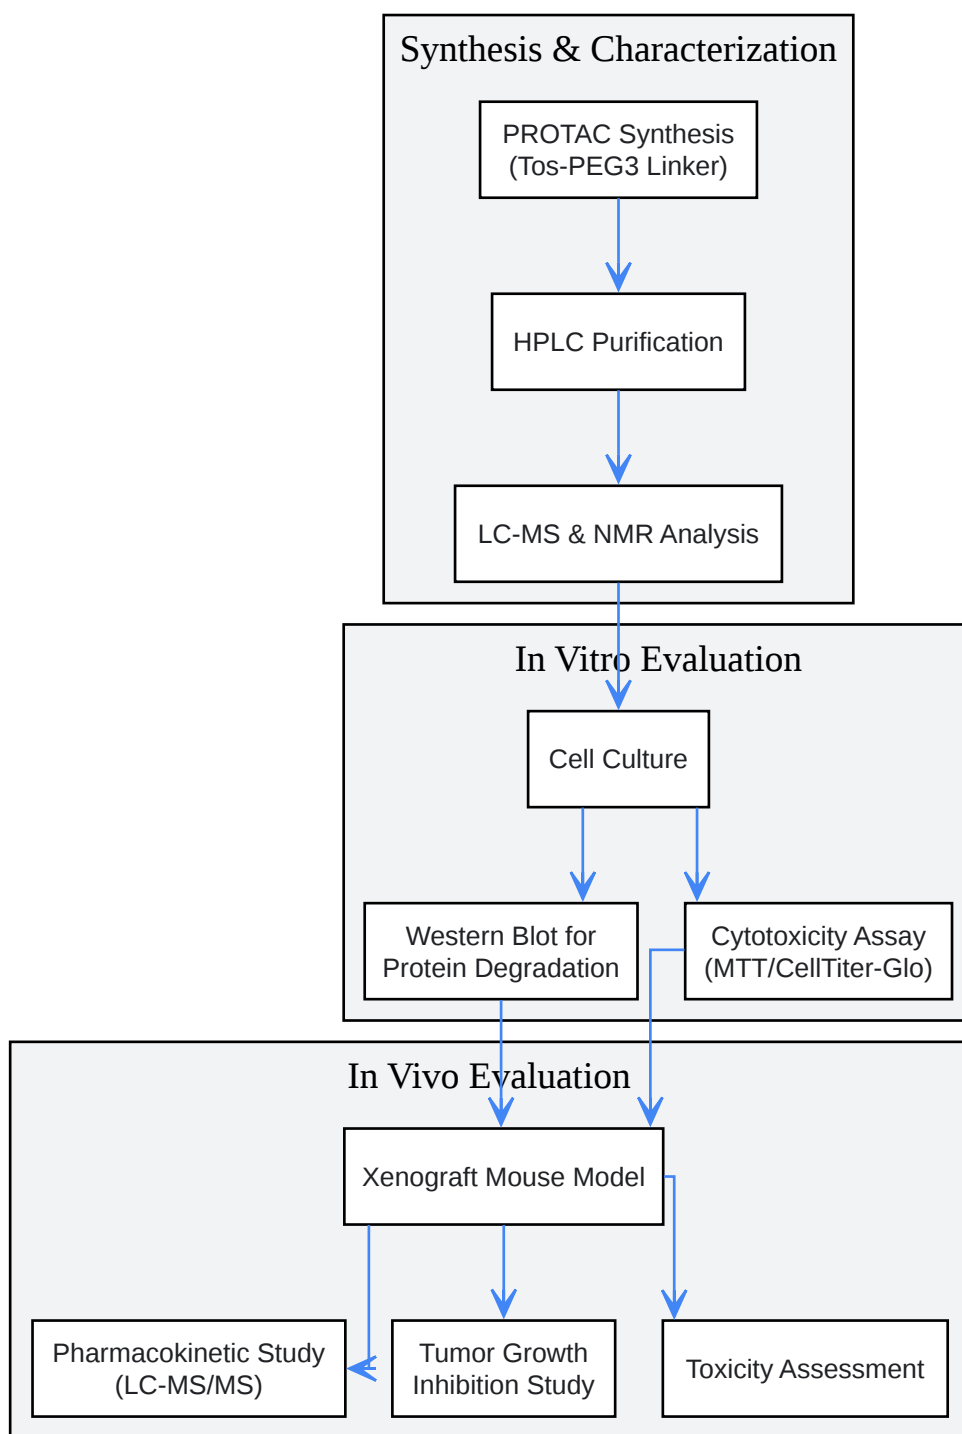 Synthesis & Characterization
PROTAC Synthesis
(Tos-PEG3 Linker)
HPLC Purification
LC-MS & NMR Analysis
In Vitro Evaluation
Cell Culture
Western Blot for
Protein Degradation
Cytotoxicity Assay
(MTT/CellTiter-Glo)
In Vivo Evaluation
Xenograft Mouse Model
Pharmacokinetic Study
(LC-MS/MS)
Tumor Growth
Inhibition Study
Toxicity Assessment